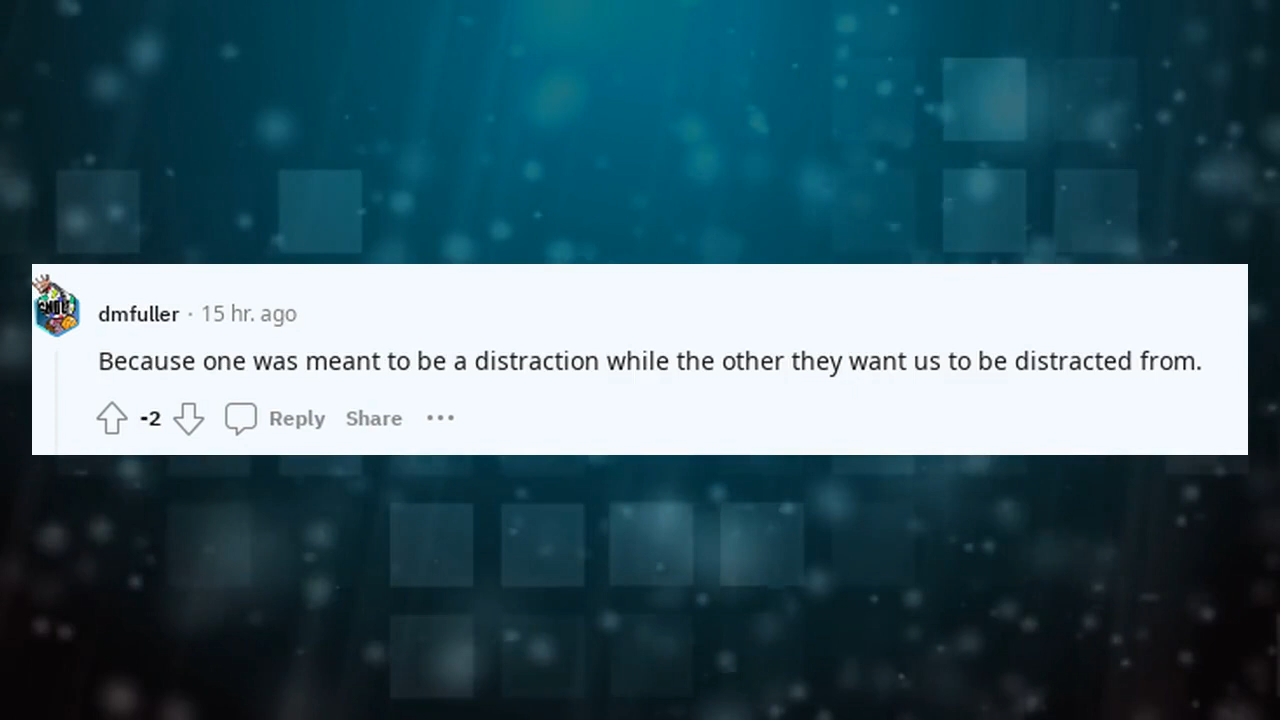 dmfuller · 15 hr. ago
Because one was meant to be a distraction while the other they want us to be distracted from.
-2 Reply Share ···